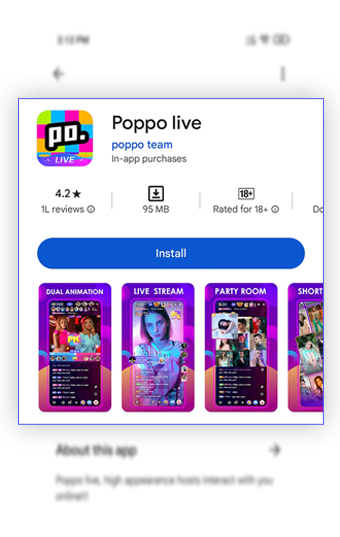 3:10 PM
po.
LIVE
Poppo live
poppo team
In-app purchases
4.2★
1L reviews
95 MB
18+
Rated for 18+
Do
Install
DUAL ANIMATION
LIVE STREAM
PARTY ROOM
SHORT
PK
About this app
Poppo live, high appearance hosts interact with you
online!!